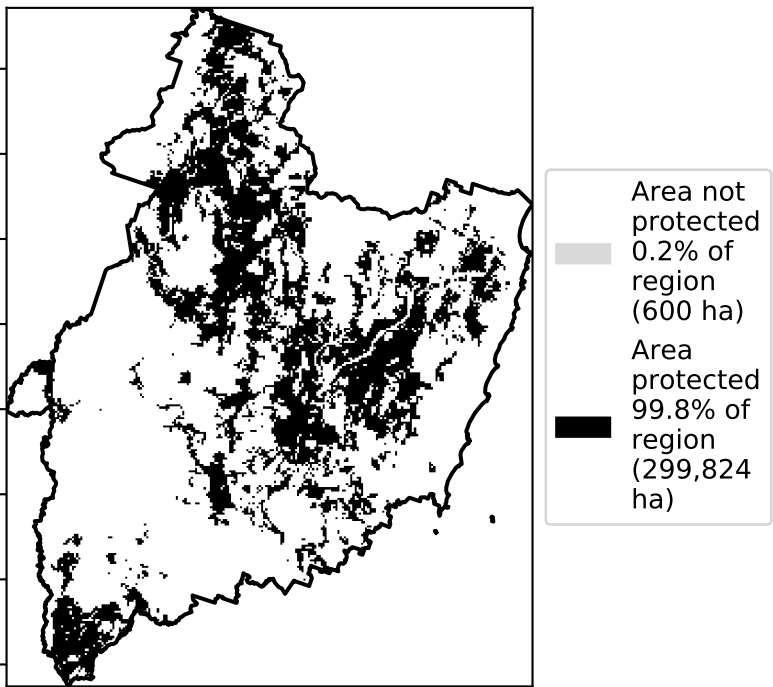 Area not
protected
0.2% of
region
(600 ha)
Area
protected
99.8% of
region
(299,824
ha)